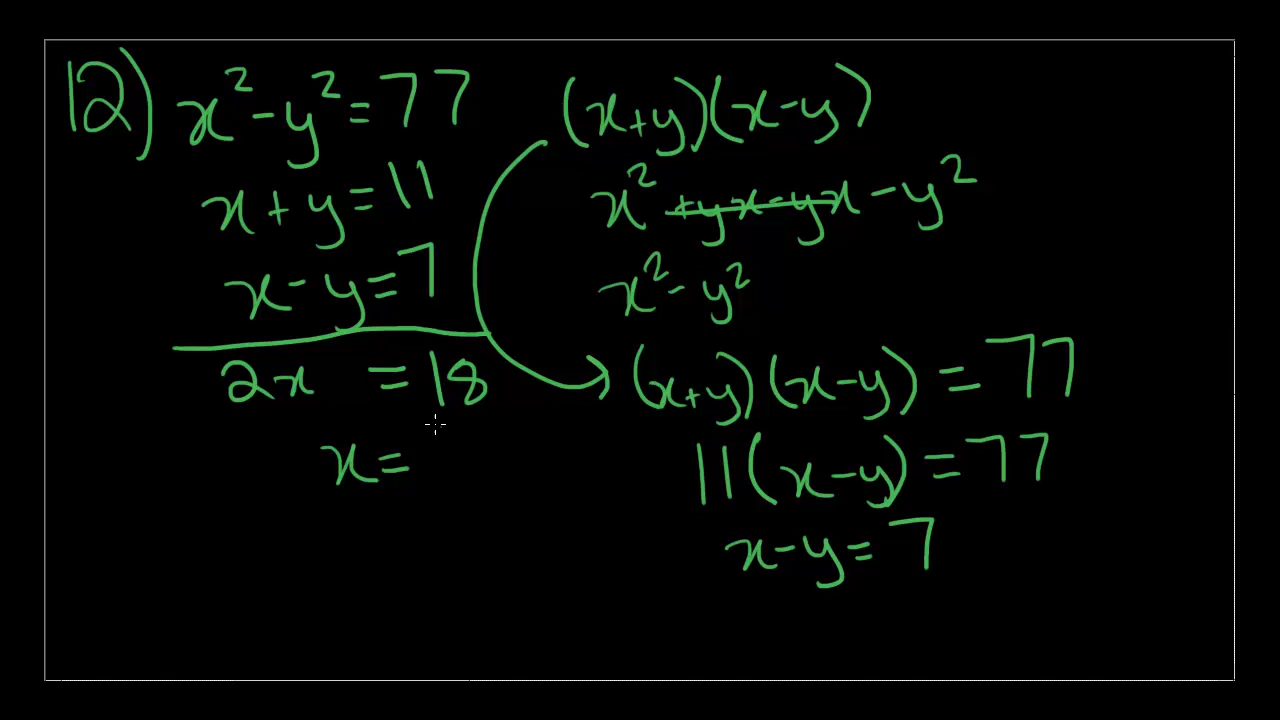 12) x² - y² = 77
x + y = 11
x - y = 7
2x = 18
x =
(x+y)(x-y)
x² +yx-yx - y²
x² - y²
(x+y)(x-y) = 77
11(x-y) = 77
x-y = 7